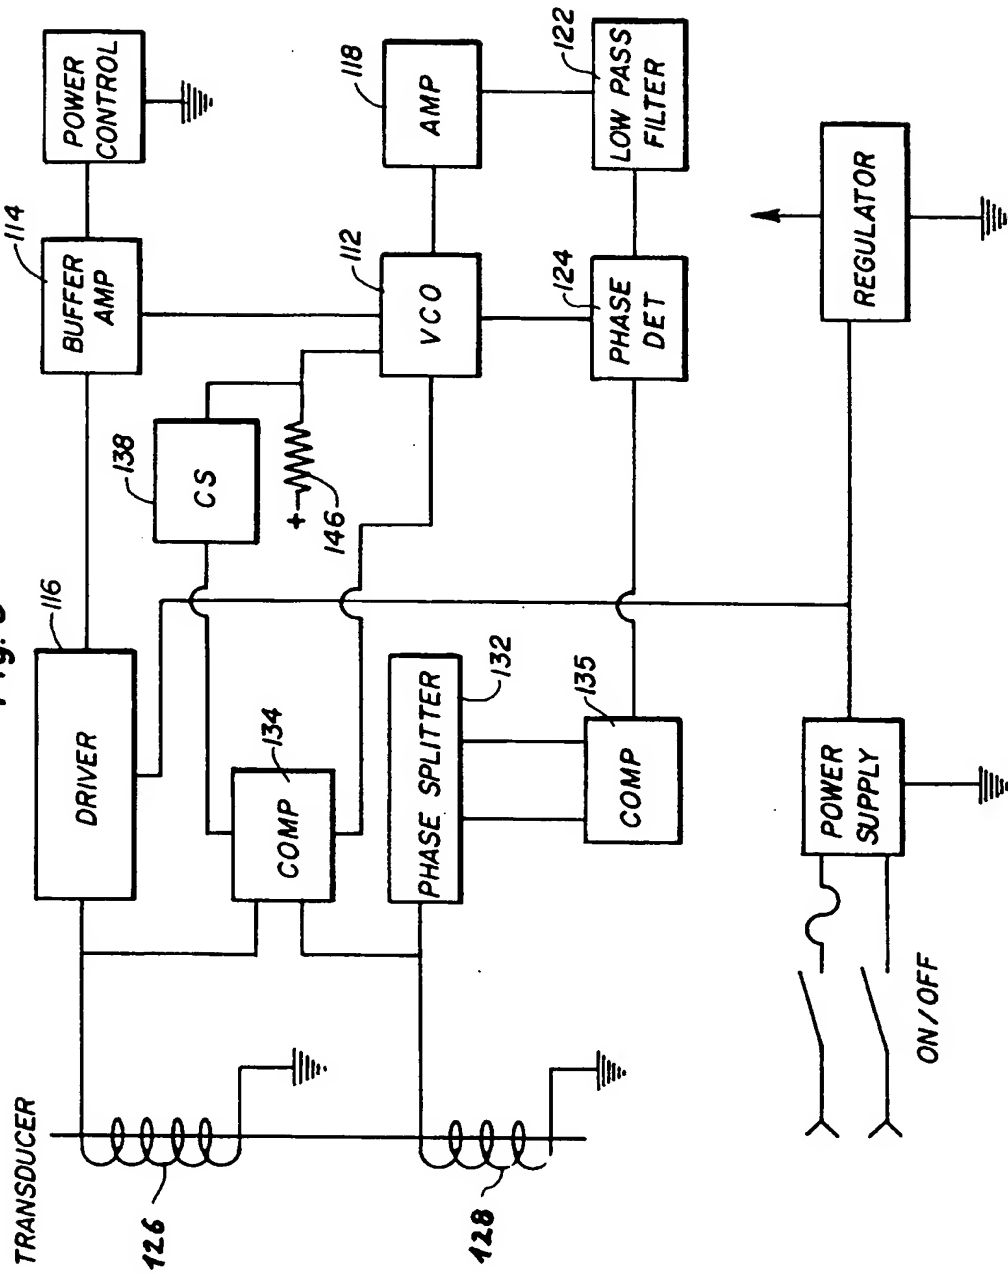 Fig.
TRANSDUCER
126
128
DRIVER
116
BUFFER
AMP
114
POWER
CONTROL
CS
138
+
146
COMP
134
VCO
112
AMP
118
PHASE SPLITTER
132
COMP
135
PHASE
DET
124
LOW PASS
FILTER
122
ON/OFF
POWER
SUPPLY
REGULATOR